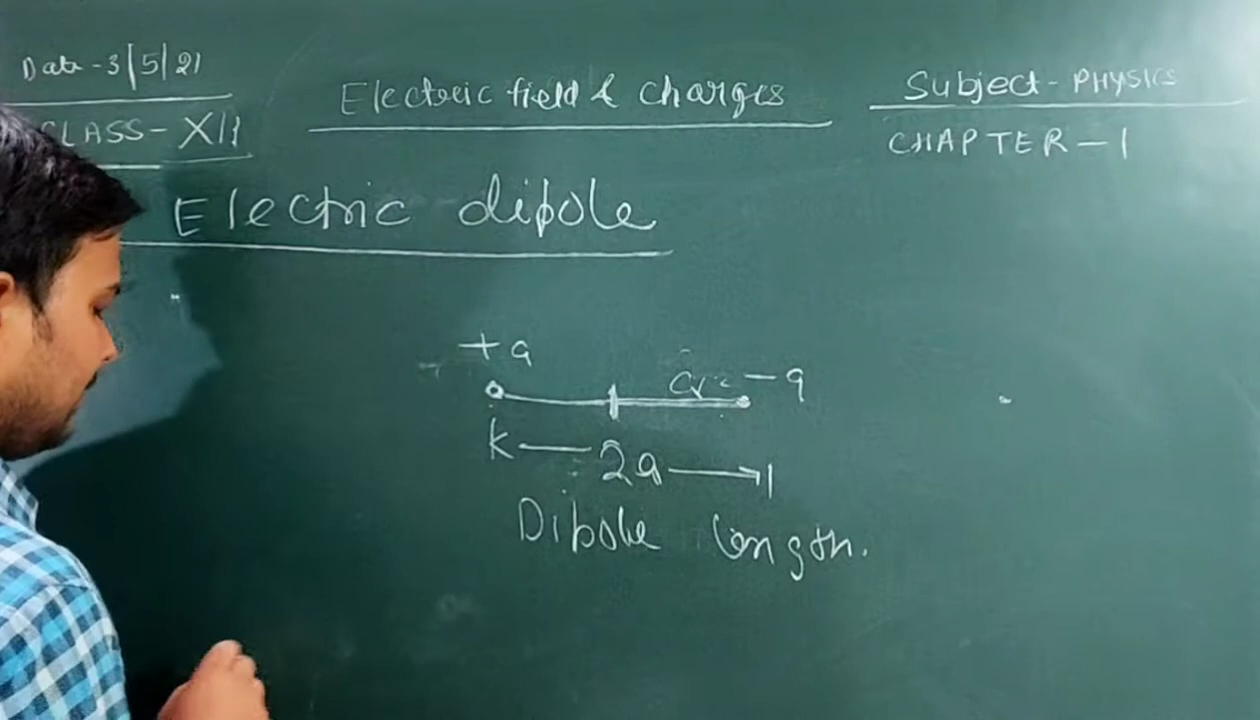 Date - 3/5/21
CLASS - XII
Electric field & charges
Subject - PHYSICS
CHAPTER - 1
Electric dipole
+q
-q
2a
Dipole length.